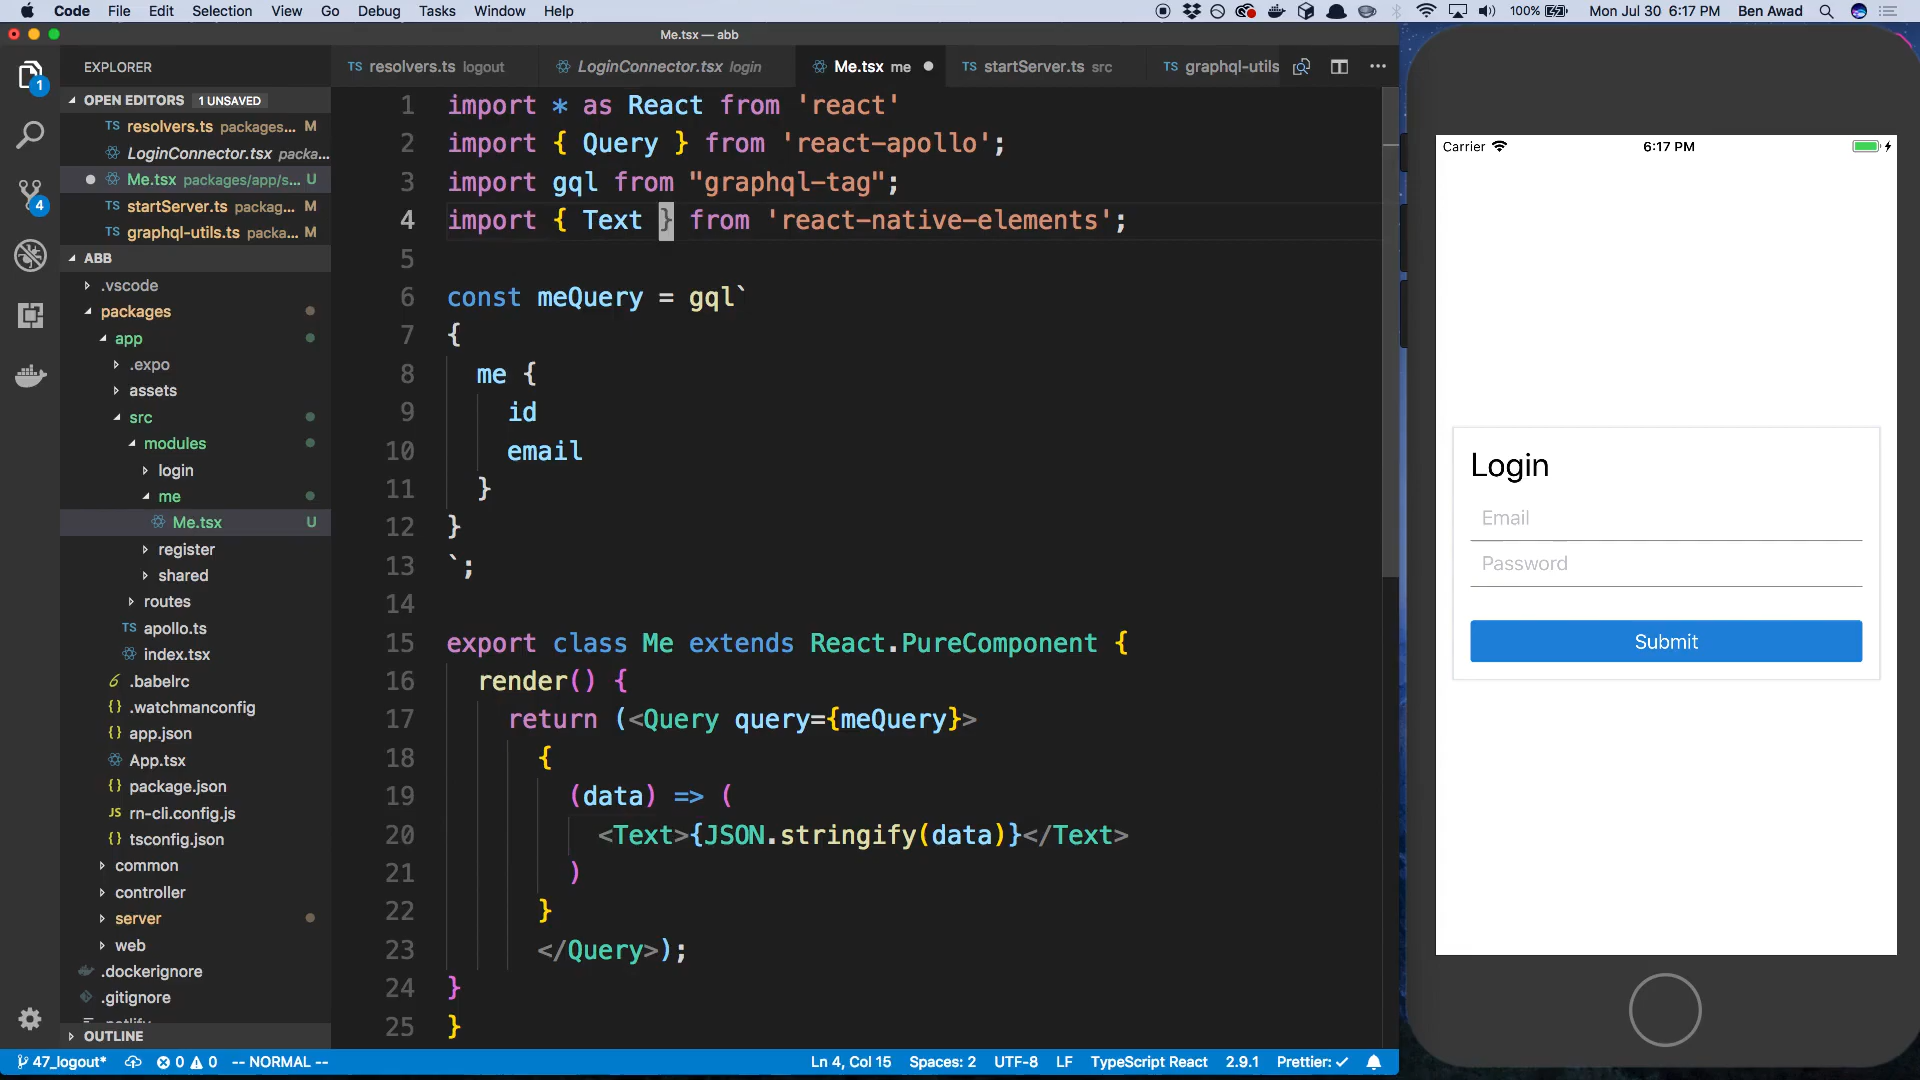 Code File Edit Selection View Go Debug Tasks Window Help 100% Mon Jul 30 6:17 PM Ben Awad
Me.tsx — abb
EXPLORER
OPEN EDITORS 1 UNSAVED
TS resolvers.ts packages... M
LoginConnector.tsx packa...
Me.tsx packages/app/s... U
TS startServer.ts packag... M
TS graphql-utils.ts packa... M
ABB
.vscode
packages
app
.expo
assets
src
modules
login
me
Me.tsx U
register
shared
routes
TS apollo.ts
index.tsx
.babelrc
{} .watchmanconfig
{} app.json
App.tsx
{} package.json
JS rn-cli.config.js
{} tsconfig.json
common
controller
server
web
.dockerignore
.gitignore
OUTLINE
1
4
TS resolvers.ts logout LoginConnector.tsx login Me.tsx me TS startServer.ts src TS graphql-utils
1 import * as React from 'react'
2 import { Query } from 'react-apollo';
3 import gql from "graphql-tag";
4 import { Text } from 'react-native-elements';
5
6 const meQuery = gql`
7 {
8 me {
9 id
10 email
11 }
12 }
13 `;
14
15 export class Me extends React.PureComponent {
16 render() {
17 return (<Query query={meQuery}>
18 {
19 (data) => (
20 <Text>{JSON.stringify(data)}</Text>
21 )
22 }
23 </Query>);
24 }
25 }
47_logout* 0 0 -- NORMAL -- Ln 4, Col 15 Spaces: 2 UTF-8 LF TypeScript React 2.9.1 Prettier: ✓
Carrier 6:17 PM
Login
Email
Password
Submit